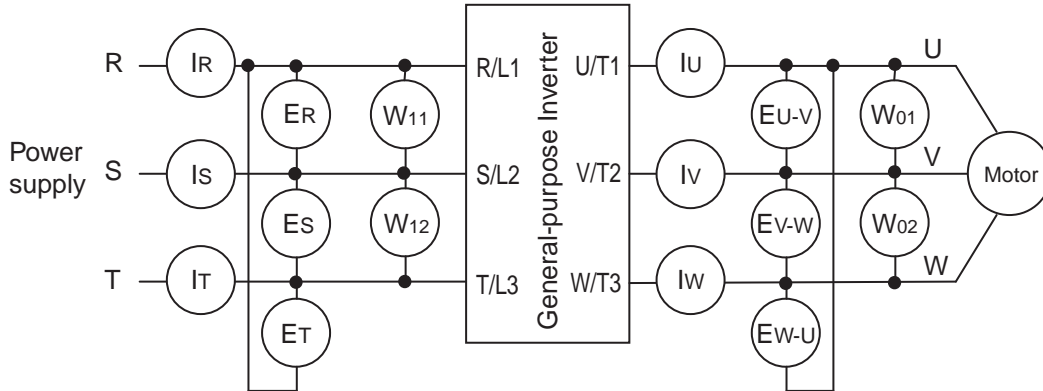 R IR R/L1 U/T1 IU U
ER W11 EU-V W01
Power supply
S IS S/L2 General-purpose Inverter V/T2 IV V Motor
ES W12 EV-W W02
T IT T/L3 W/T3 IW W
ET EW-U